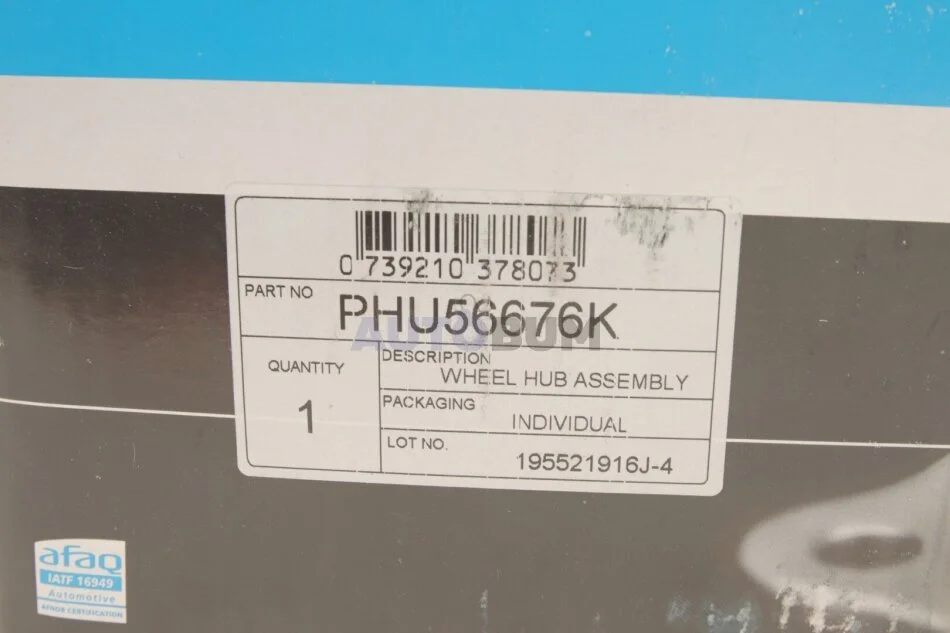 0 739210 378073
PART NO
PHU56676K
AUTOBUM
QUANTITY
1
DESCRIPTION
WHEEL HUB ASSEMBLY
PACKAGING
INDIVIDUAL
LOT NO.
195521916J-4
afaq
IATF 16949
Automotive
AFNOR CERTIFICATION